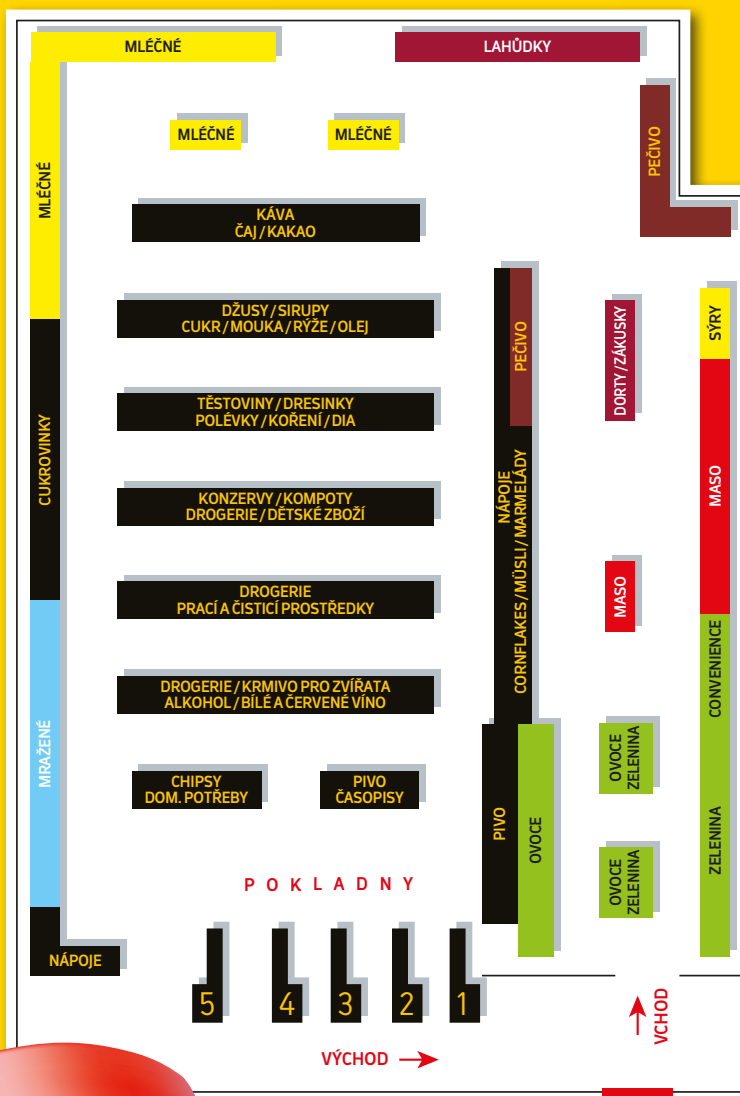 MLÉČNÉ
LAHŮDKY
MLÉČNÉ
MLÉČNÉ
PEČIVO
MLÉČNÉ
KÁVA
ČAJ / KAKAO
DŽUSY / SIRUPY
CUKR / MOUKA / RÝŽE / OLEJ
PEČIVO
DORTY / ZÁKUSKY
SÝRY
TĚSTOVINY / DRESINKY
POLÉVKY / KOŘENÍ / DIA
CUKROVINKY
NÁPOJE
CORNFLAKES / MÜSLI / MARMELÁDY
MASO
KONZERVY / KOMPOTY
DROGERIE / DĚTSKÉ ZBOŽÍ
DROGERIE
PRACÍ A ČISTICÍ PROSTŘEDKY
MASO
CONVENIENCE
DROGERIE / KRMIVO PRO ZVÍŘATA
ALKOHOL / BÍLÉ A ČERVENÉ VÍNO
MRAŽENÉ
CHIPSY
DOM. POTŘEBY
PIVO
ČASOPISY
PIVO
OVOCE
OVOCE
ZELENINA
ZELENINA
OVOCE
ZELENINA
POKLADNY
NÁPOJE
5
4
3
2
1
VCHOD
VÝCHOD